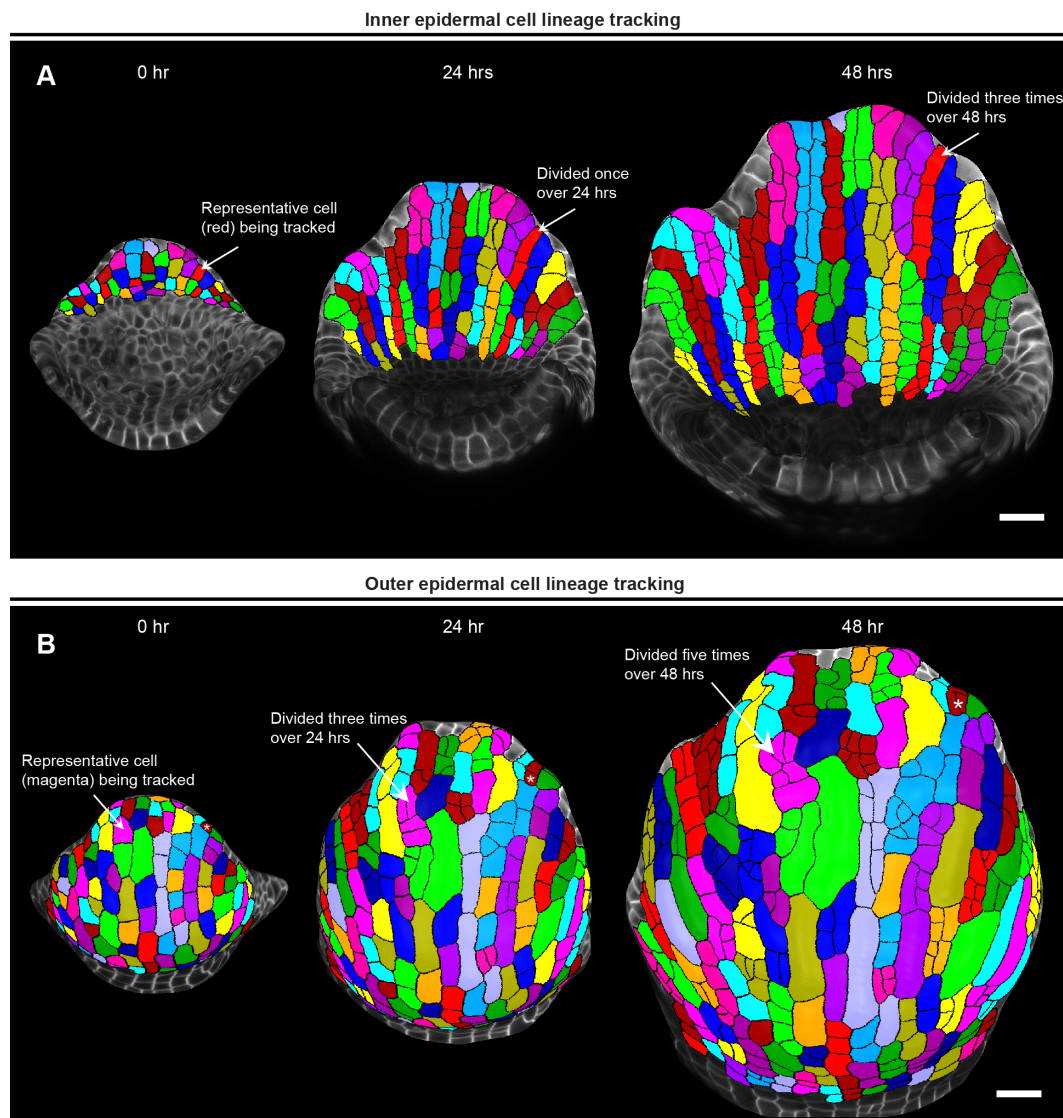 Inner epidermal cell lineage tracking
A
0 hr
24 hrs
48 hrs
Divided three times
over 48 hrs
Divided once
over 24 hrs
Representative cell
(red) being tracked
Outer epidermal cell lineage tracking
B
0 hr
24 hr
48 hr
Divided five times
over 48 hrs
Divided three times
over 24 hrs
Representative cell
(magenta) being tracked
*
*
*